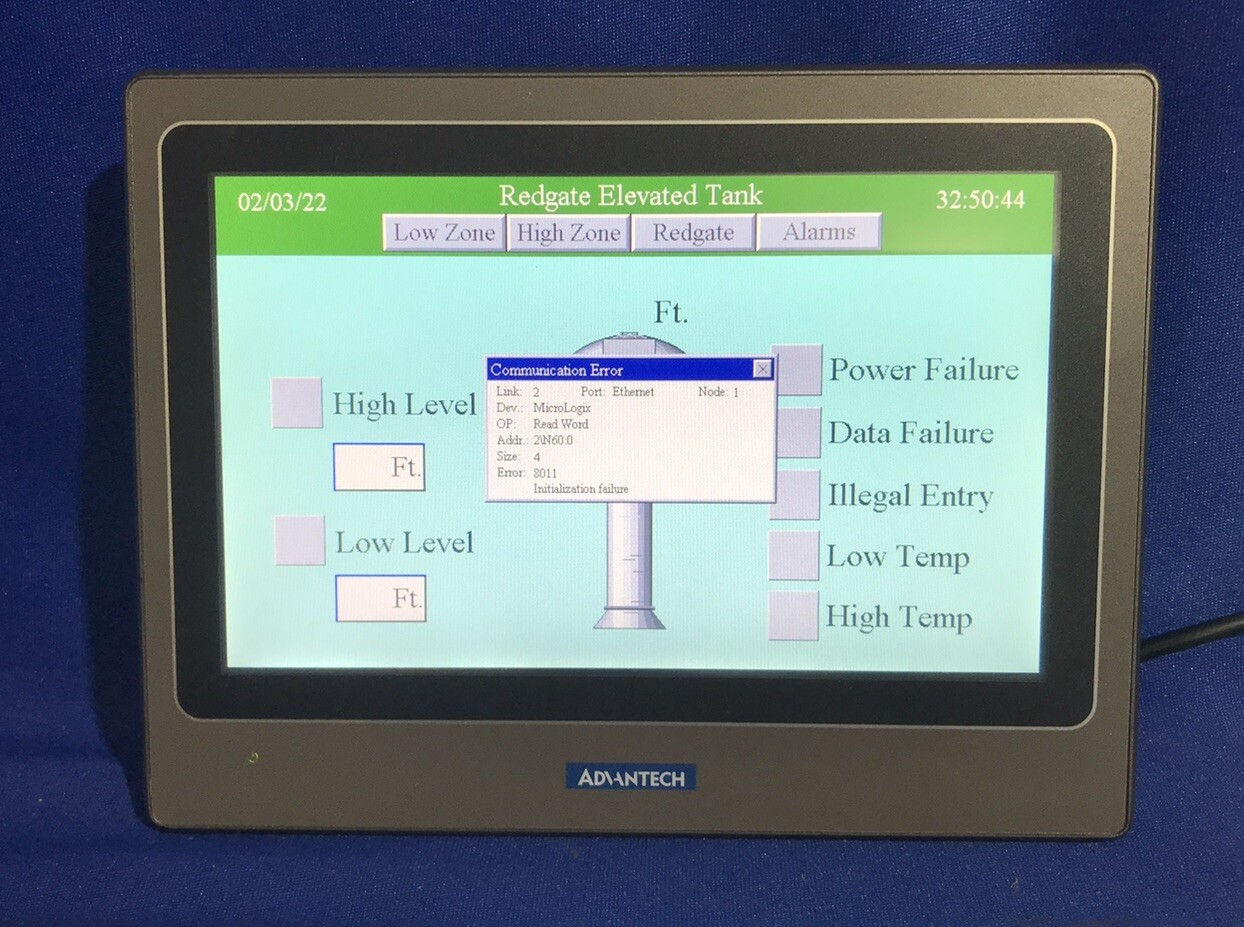 02/03/22
Redgate Elevated Tank
32:50:44
Low Zone
High Zone
Redgate
Alarms
Ft.
High Level
Ft.
Low Level
Ft.
Communication Error
Link: 2 Port: Ethernet Node: 1
Dev.: MicroLogix
OP: Read Word
Addr.: 2\N60:0
Size: 4
Error: 8011
Initialization failure
Power Failure
Data Failure
Illegal Entry
Low Temp
High Temp
ADVANTECH